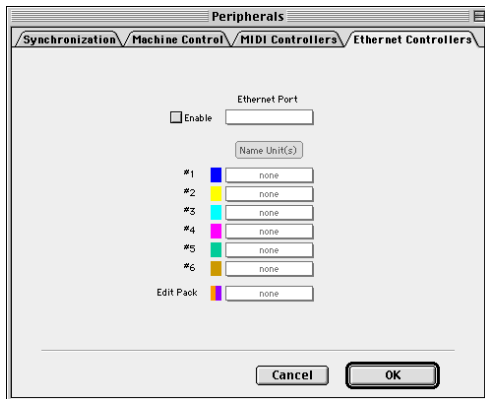 Peripherals
Synchronization Machine Control MIDI Controllers Ethernet Controllers
Ethernet Port
Enable
Name Unit(s)
#1 none
#2 none
#3 none
#4 none
#5 none
#6 none
Edit Pack none
Cancel OK